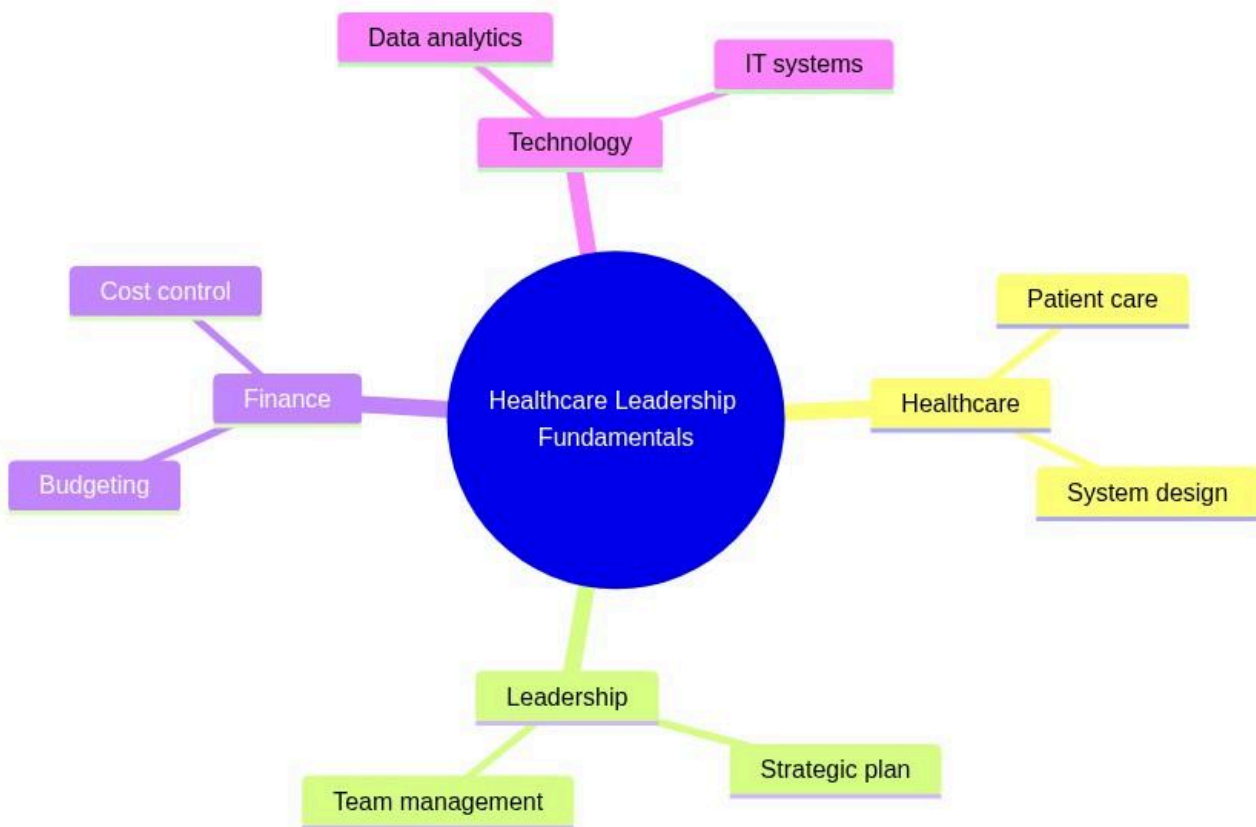 Data analytics
IT systems
Technology
Cost control
Patient care
Finance
Healthcare Leadership
Fundamentals
Healthcare
Budgeting
System design
Leadership
Strategic plan
Team management